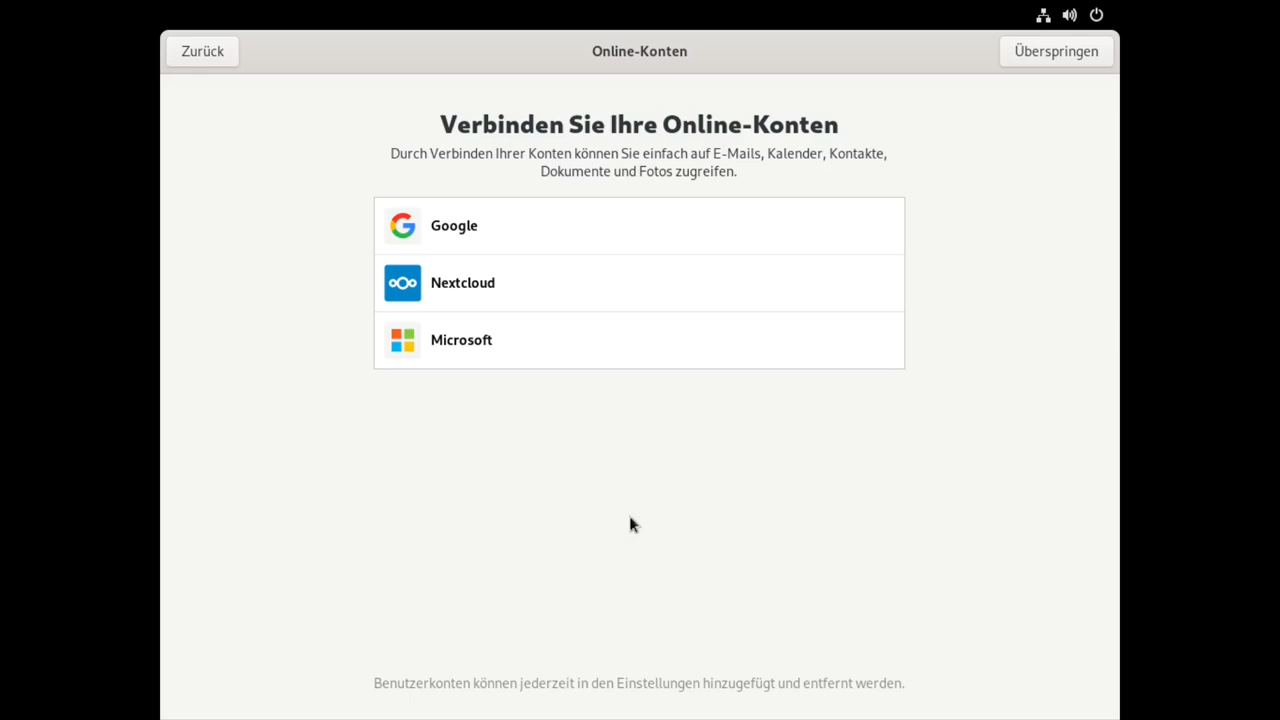 Zurück
Online-Konten
Überspringen
Verbinden Sie Ihre Online-Konten
Durch Verbinden Ihrer Konten können Sie einfach auf E-Mails, Kalender, Kontakte,
Dokumente und Fotos zugreifen.
Google
Nextcloud
Microsoft
Benutzerkonten können jederzeit in den Einstellungen hinzugefügt und entfernt werden.